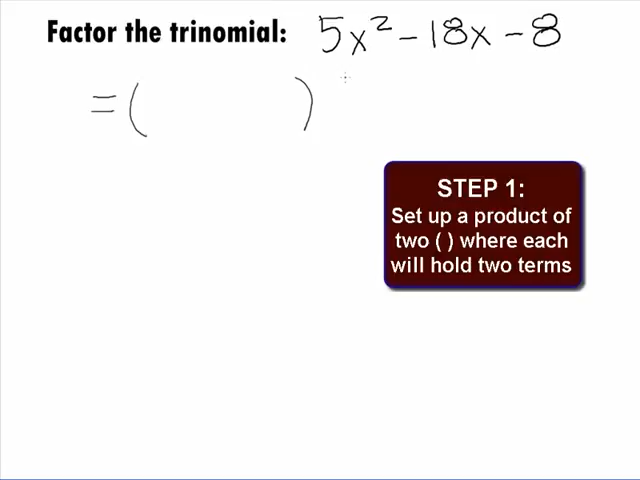 Factor the trinomial: 5x² - 18x - 8
= (        )
STEP 1:
Set up a product of
two ( ) where each
will hold two terms